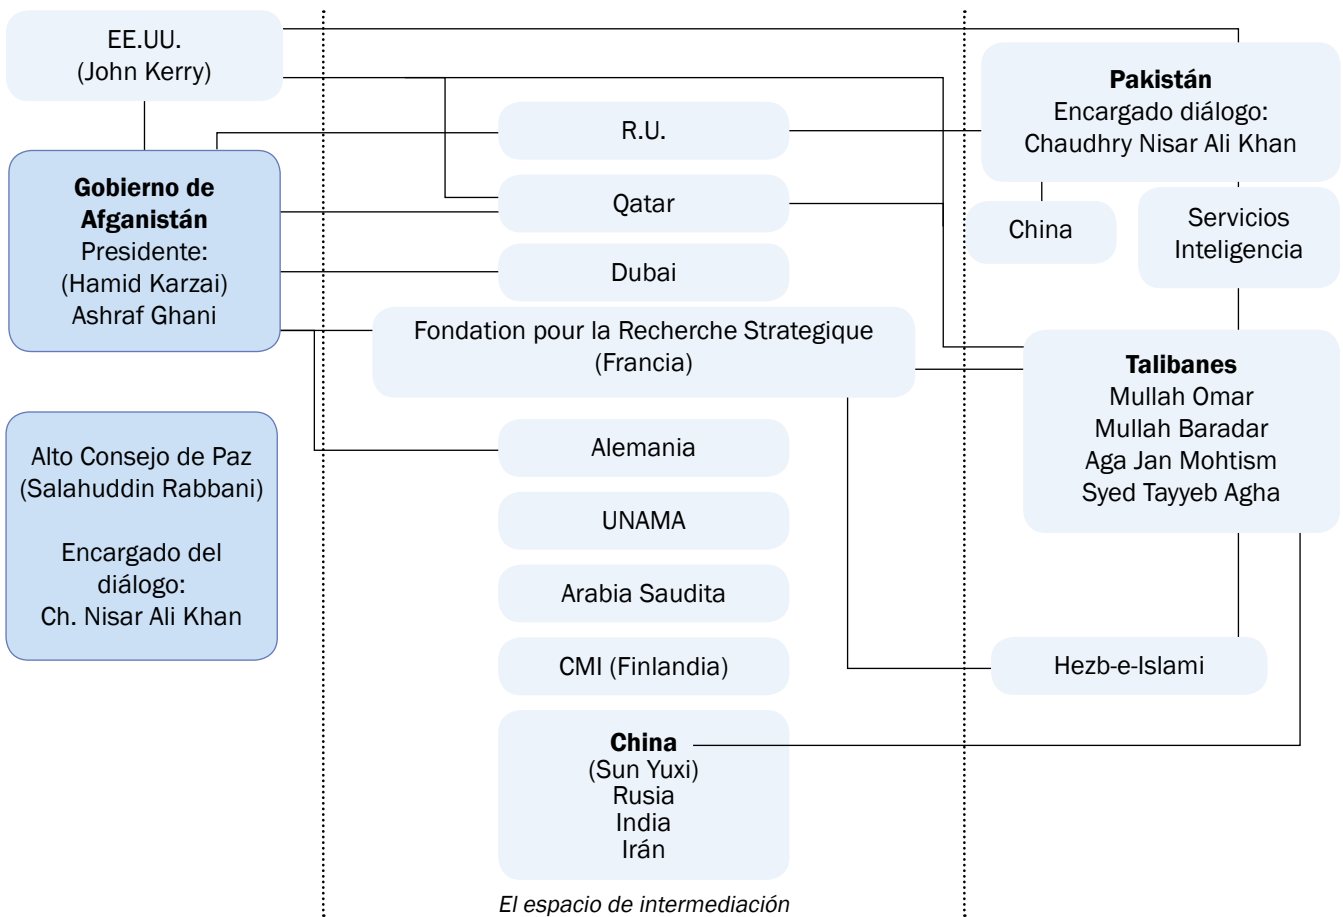 EE.UU.
(John Kerry)
Gobierno de
Afganistán
Presidente:
(Hamid Karzai)
Ashraf Ghani
Alto Consejo de Paz
(Salahuddin Rabbani)
Encargado del
diálogo:
Ch. Nisar Ali Khan
R.U.
Qatar
Dubai
Fondation pour la Recherche Strategique
(Francia)
Alemania
UNAMA
Arabia Saudita
CMI (Finlandia)
China
(Sun Yuxi)
Rusia
India
Irán
El espacio de intermediación
Pakistán
Encargado diálogo:
Chaudhry Nisar Ali Khan
China
Servicios
Inteligencia
Talibanes
Mullah Omar
Mullah Baradar
Aga Jan Mohtism
Syed Tayyeb Agha
Hezb-e-Islami